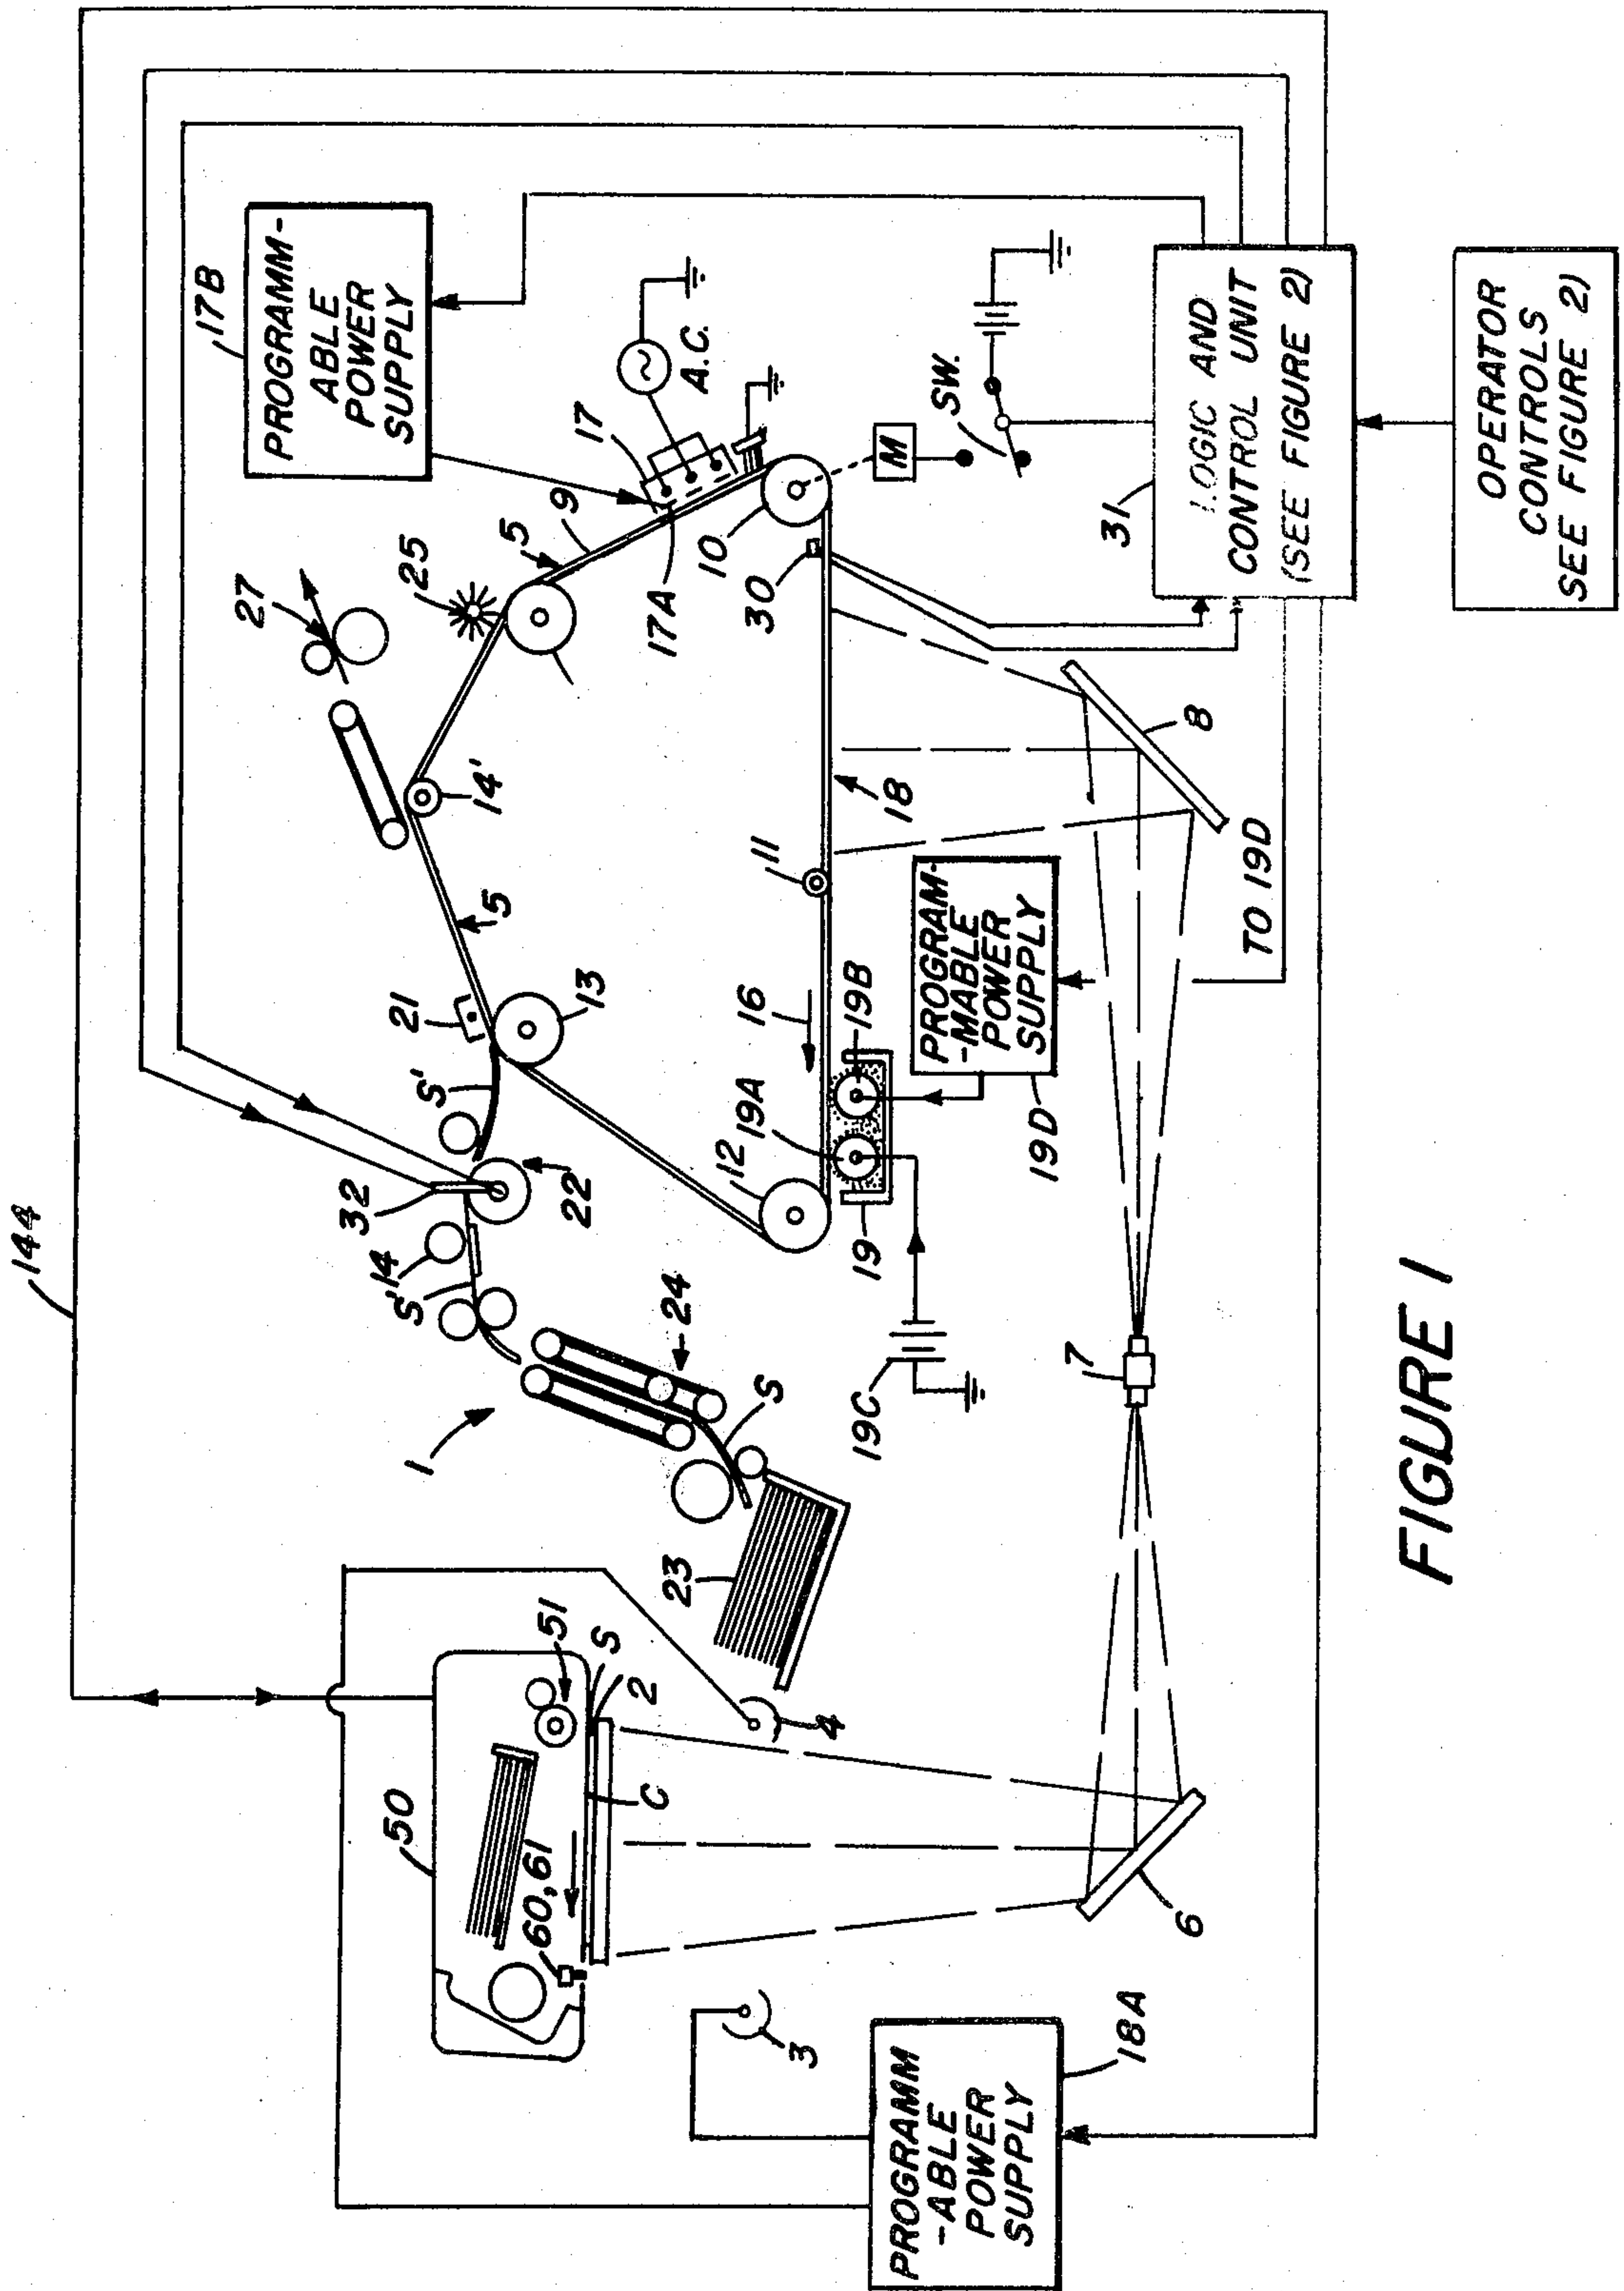 144
17B
PROGRAMM-
ABLE
POWER
SUPPLY
27
25
5
9
17
A.C.
17A
10
30
M
SW.
31
LOGIC AND
CONTROL UNIT
(SEE FIGURE 2)
OPERATOR
CONTROLS
SEE FIGURE 2)
14'
5
21
13
S'
32
22
14
S'
1
24
S
23
12
19A
19B
16
11
18
8
19
19C
19D
PROGRAM-
-MABLE
POWER
SUPPLY
TO 19D
7
50
51
S
2
C
60,61
4
3
6
PROGRAMM
-ABLE
POWER
SUPPLY
18A
FIGURE 1